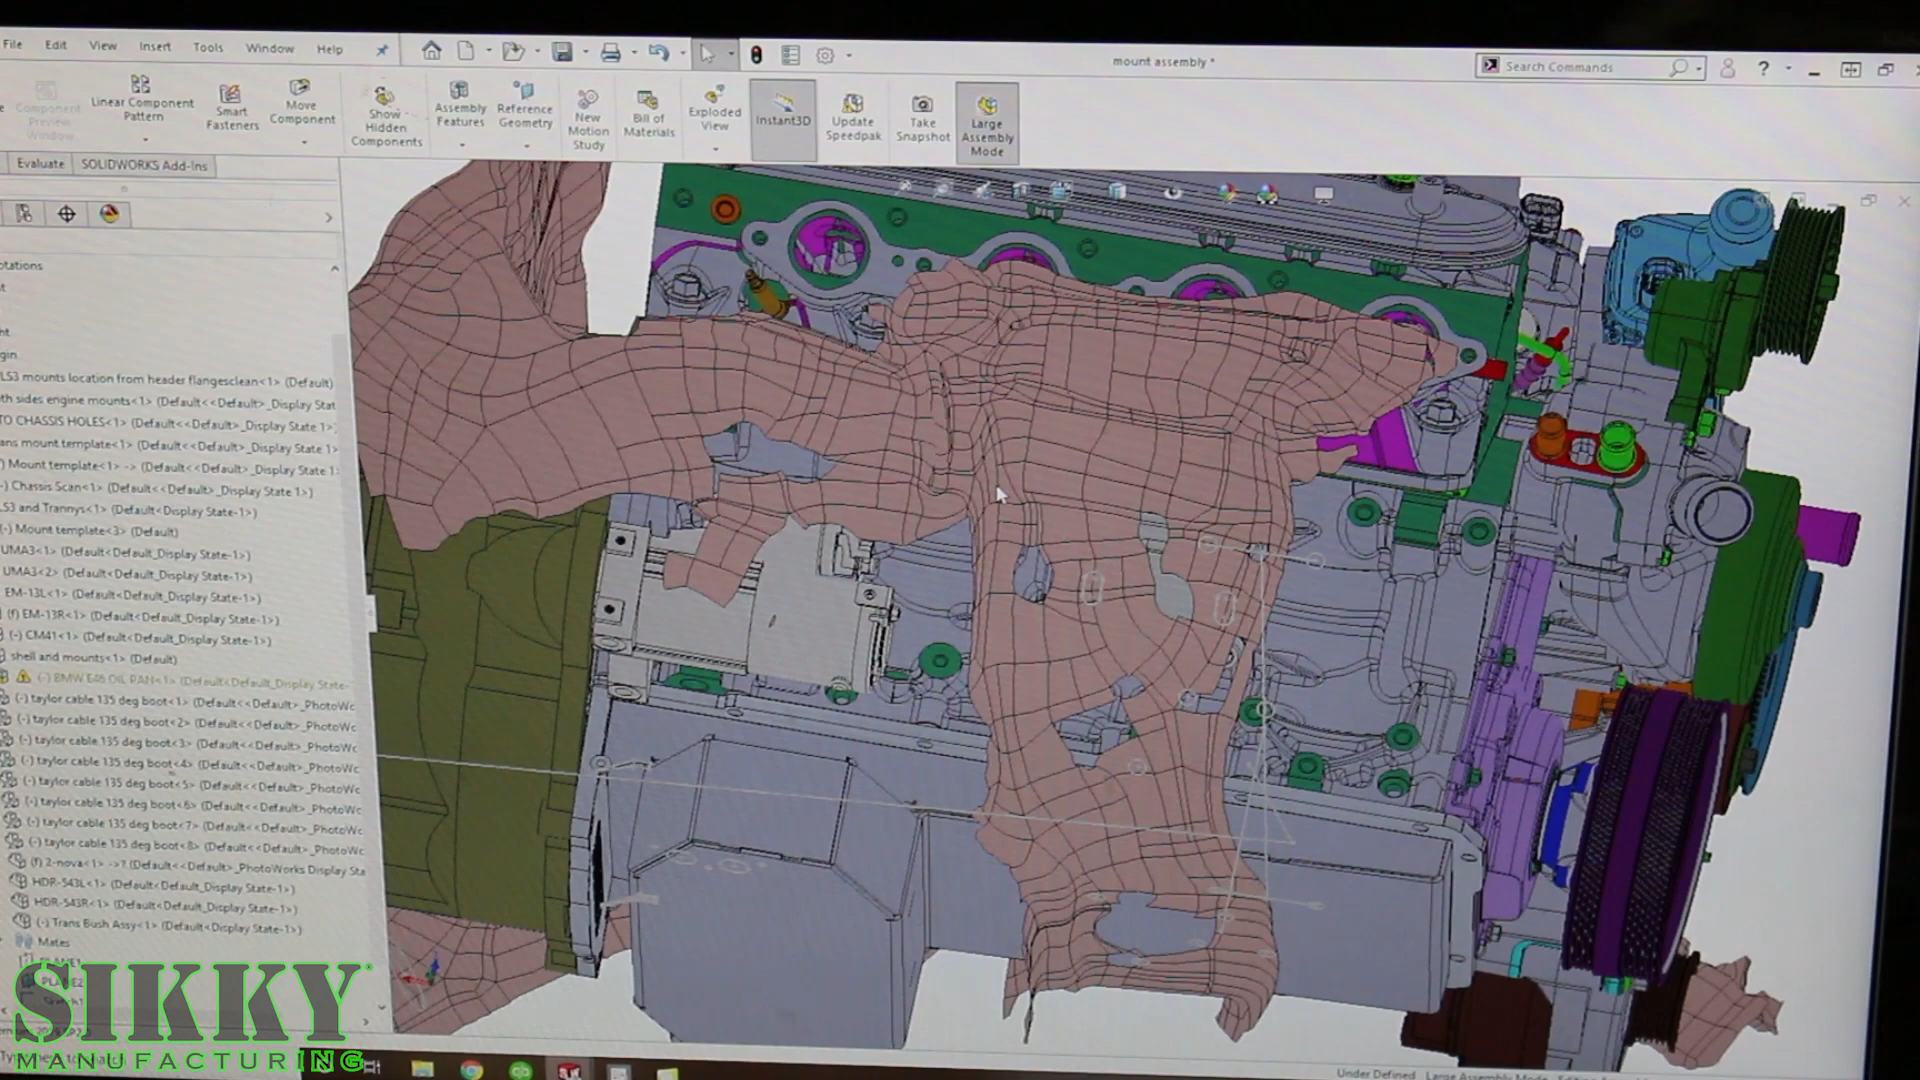 File Edit View Insert Tools Window Help
mount assembly *
Search Commands
Component Preview Window
Linear Component Pattern
Smart Fasteners
Move Component
Show Hidden Components
Assembly Features
Reference Geometry
New Motion Study
Bill of Materials
Exploded View
Instant3D
Update Speedpak
Take Snapshot
Large Assembly Mode
Evaluate SOLIDWORKS Add-Ins
LS3 mounts location from header flangesclean<1> (Default)
sides engine mounts<1> (Default<<Default>_Display Stat
TO CHASSIS HOLES<1> (Default<<Default>_Display State 1>
mount template<1> (Default<<Default>_Display State 1>
) Mount template<1> -> (Default<<Default>_Display State 1>
-) Chassis Scan<1> (Default<<Default>_Display State 1>)
LS3 and Trannys<1> (Default<Display State-1>)
(-) Mount template<3> (Default)
UMA3<1> (Default<Default_Display State-1>)
UMA3<2> (Default<Default_Display State-1>)
EM-13L<1> (Default<Default_Display State-1>)
(f) EM-13R<1> (Default<Default_Display State-1>)
(-) CM41<1> (Default<Default_Display State-1>)
shell and mounts<1> (Default)
(-) BMW E46 OIL PAN<1> (Default<Default_Display State-
(-) taylor cable 135 deg boot<1> (Default<<Default>_PhotoWc
(-) taylor cable 135 deg boot<2> (Default<<Default>_PhotoWc
(-) taylor cable 135 deg boot<3> (Default<<Default>_PhotoWc
(-) taylor cable 135 deg boot<4> (Default<<Default>_PhotoWc
(-) taylor cable 135 deg boot<5> (Default<<Default>_PhotoWc
(-) taylor cable 135 deg boot<6> (Default<<Default>_PhotoWc
(-) taylor cable 135 deg boot<7> (Default<<Default>_PhotoWc
(-) taylor cable 135 deg boot<8> (Default<<Default>_PhotoWc
(f) 2-nova<1> ->? (Default<<Default>_PhotoWorks Display Sta
HDR-543L<1> (Default<Default_Display State-1>)
HDR-543R<1> (Default<Default_Display State-1>)
(-) Trans Bush Assy<1> (Default<Display State-1>)
Mates
PLANE1
PLANE2
SIKKY
MANUFACTURING
Under Defined Large Assembly Mode